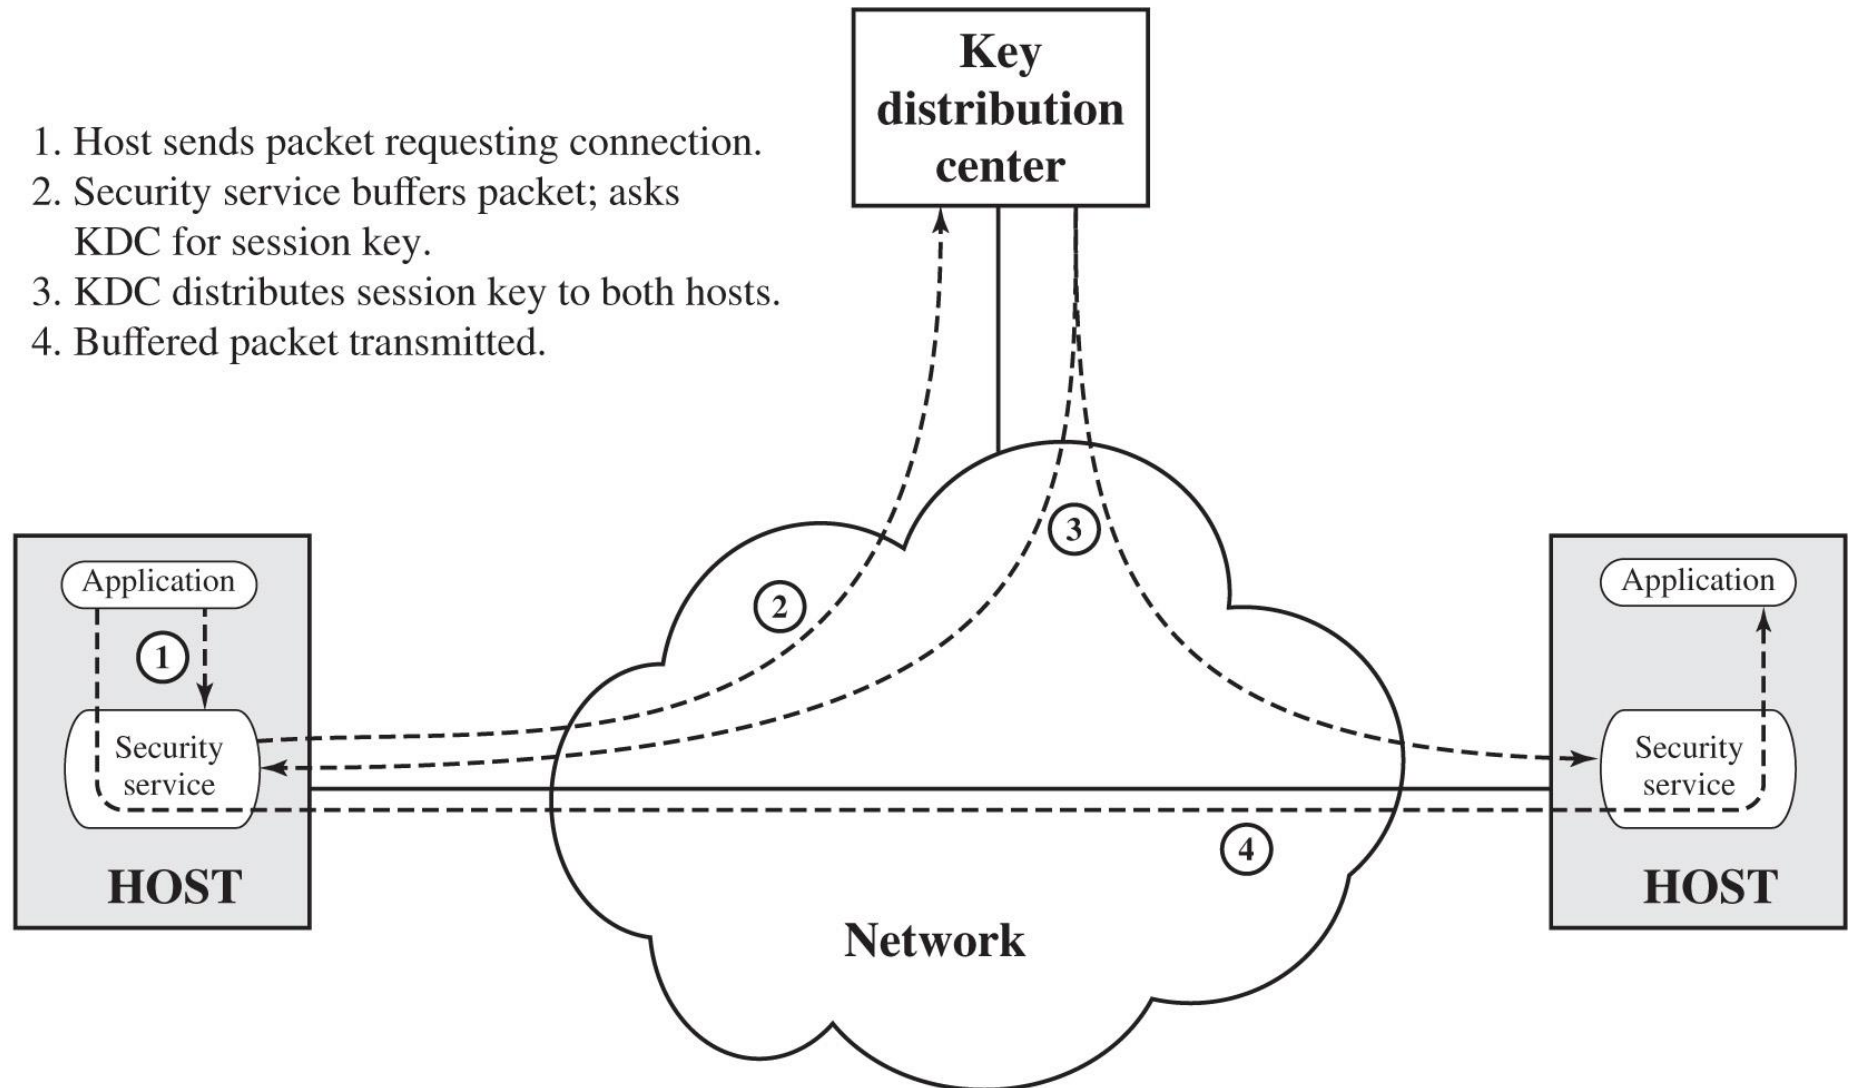 Key
distribution
center
1. Host sends packet requesting connection.
2. Security service buffers packet; asks
KDC for session key.
3. KDC distributes session key to both hosts.
4. Buffered packet transmitted.
3
2
Application
1
Security
service
HOST
Application
Security
service
HOST
4
Network